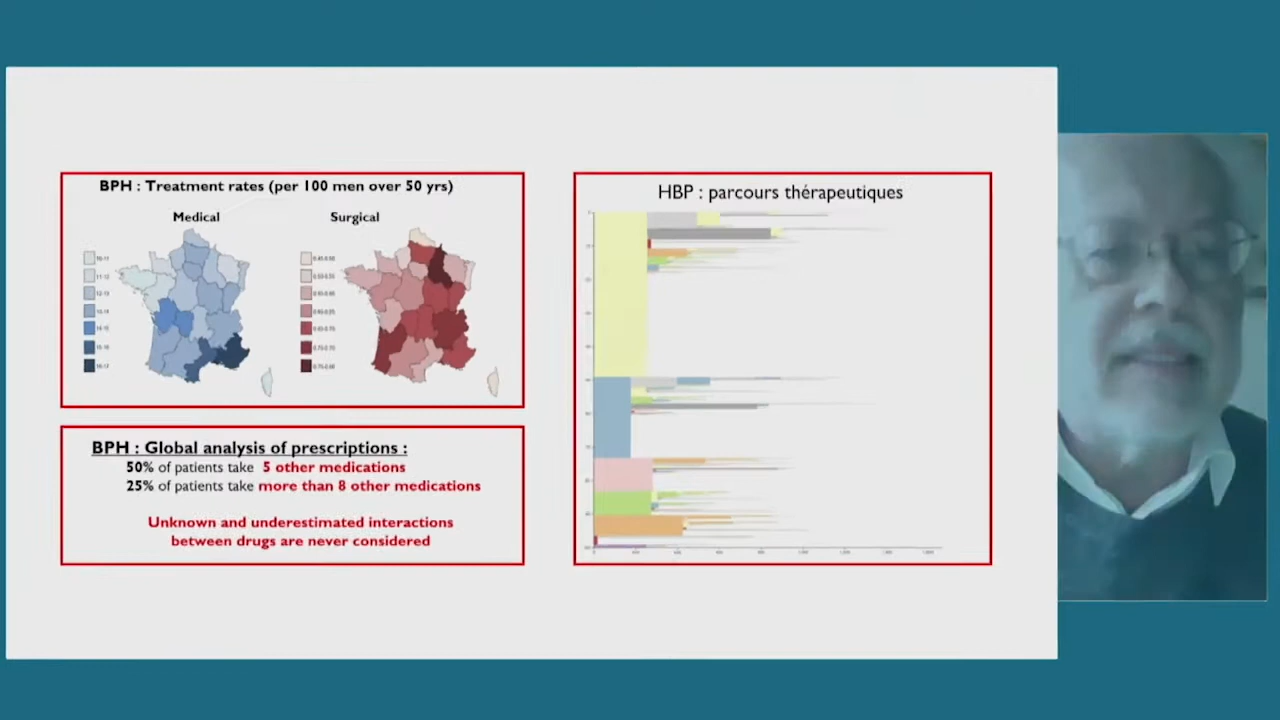 BPH : Treatment rates (per 100 men over 50 yrs)
Medical
Surgical
BPH : Global analysis of prescriptions :
50% of patients take 5 other medications
25% of patients take more than 8 other medications
Unknown and underestimated interactions
between drugs are never considered
HBP : parcours thérapeutiques